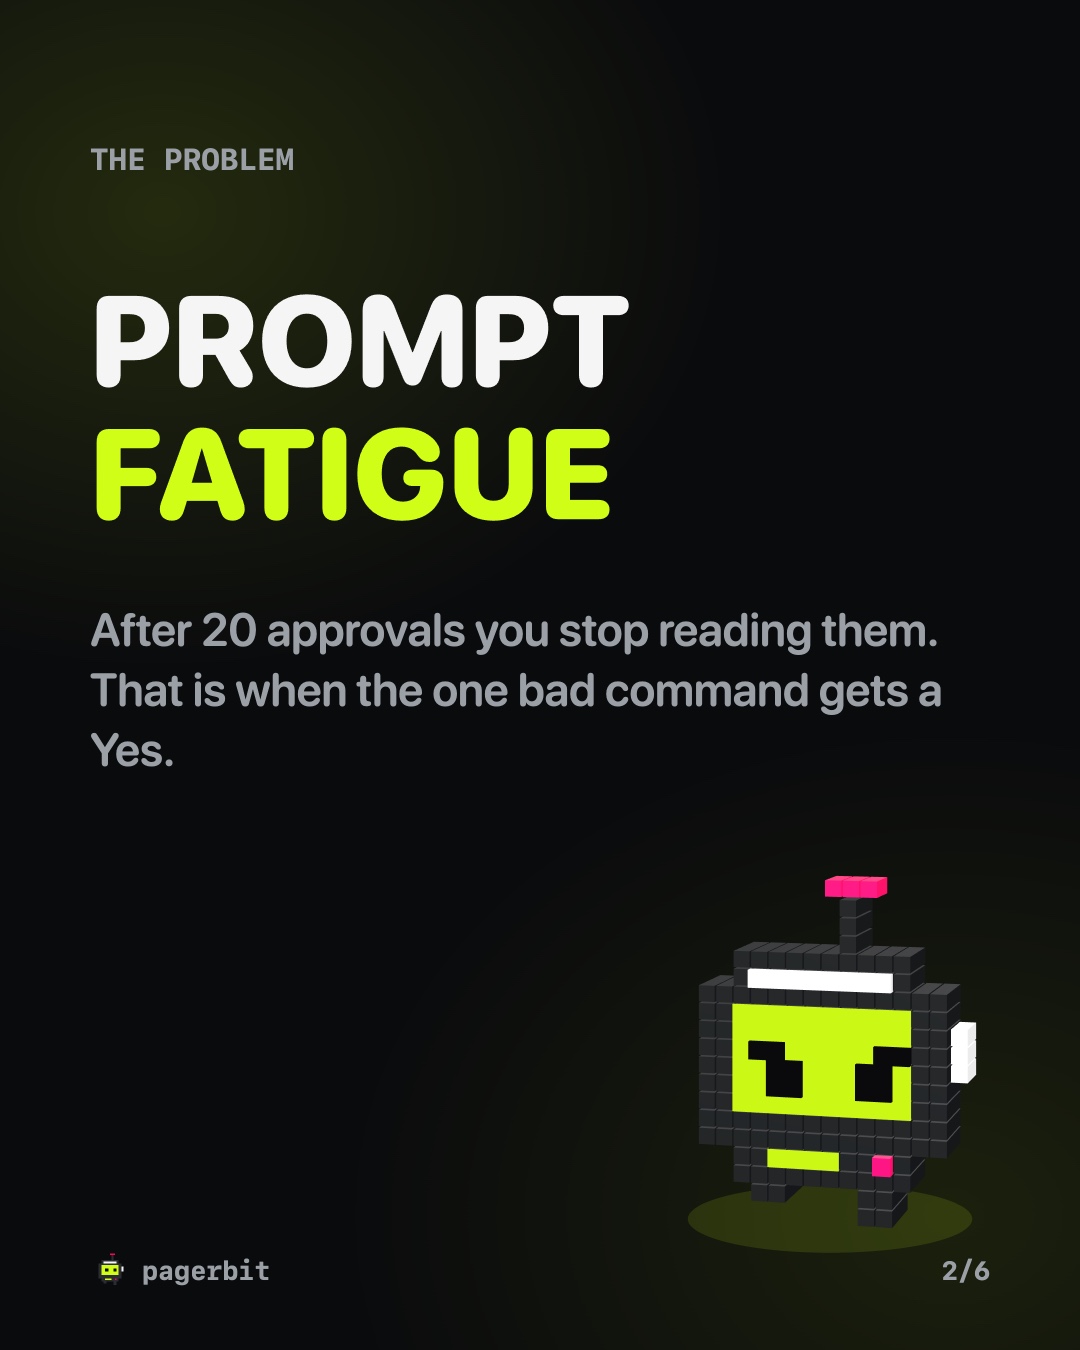 THE PROBLEM
PROMPT
FATIGUE
After 20 approvals you stop reading them.
That is when the one bad command gets a
Yes.
pagerbit
2/6